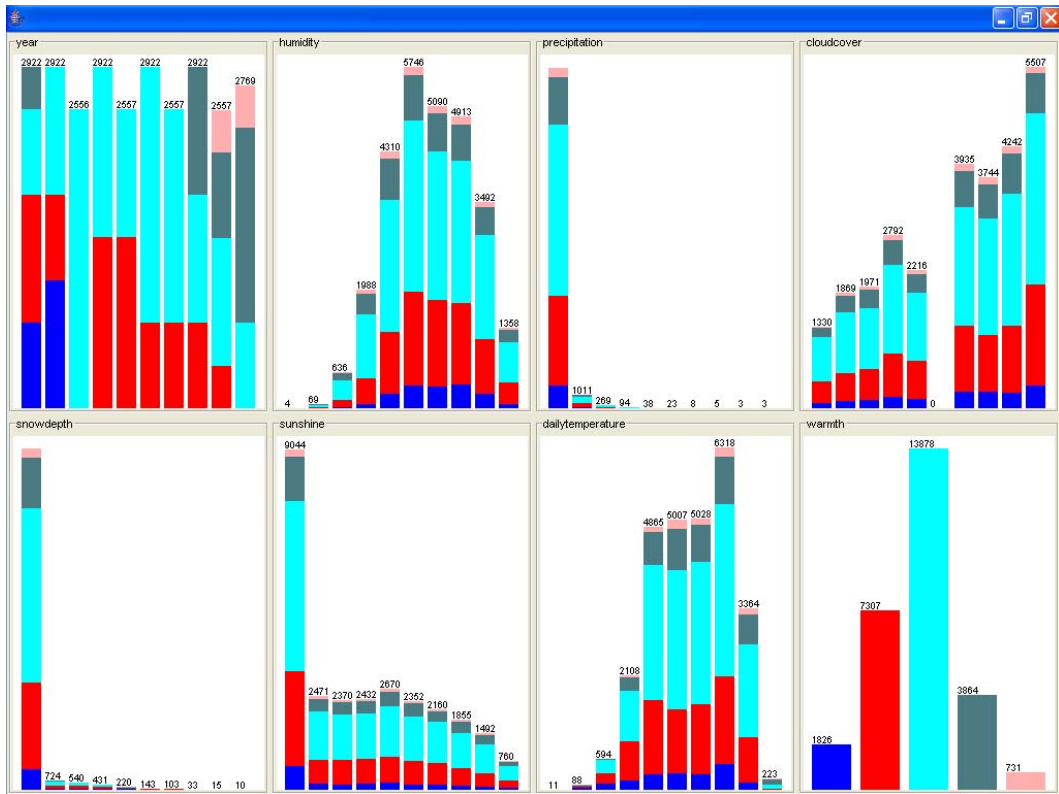 year
2922 2922 2556 2922 2557 2922 2557 2922 2557 2769
humidity
4 69 636 1988 4310 5746 5090 4913 3492 1358
precipitation
1011 269 94 38 23 8 5 3 3
cloudcover
1330 1869 1971 2792 2216 0 3935 3744 4242 5507
snowdepth
724 540 431 220 143 103 33 15 10
sunshine
9044 2471 2370 2432 2670 2352 2160 1855 1492 760
dailytemperature
11 88 594 2108 4865 5007 5028 6318 3364 223
warmth
1826 7307 13878 3864 731